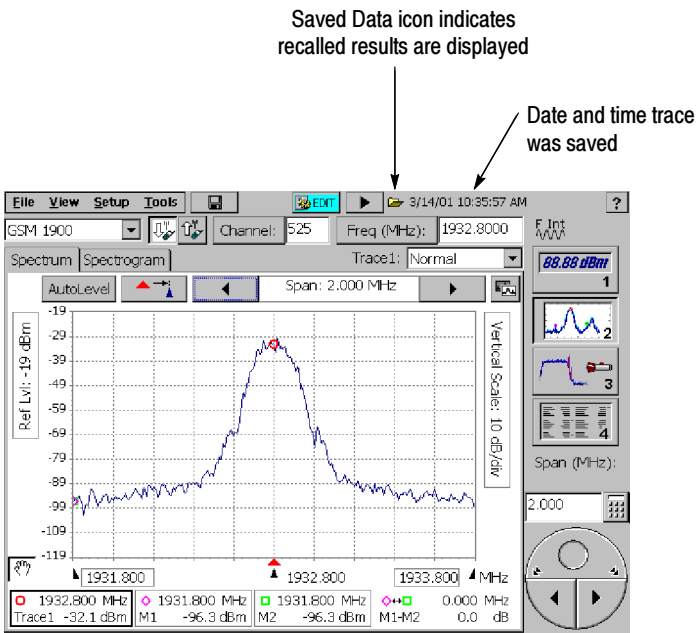 Saved Data icon indicates
recalled results are displayed
Date and time trace
was saved
File View Setup Tools EDIT 3/14/01 10:35:57 AM ?
GSM 1900 Channel: 525 Freq (MHz): 1932.8000 F Int
Spectrum Spectrogram Trace1: Normal
88.88 dBm
1
AutoLevel Span: 2.000 MHz
2
3
4
Ref Lvl: -19 dBm
-19
-29
-39
-49
-59
-69
-79
-89
-99
-109
-119
Vertical Scale: 10 dB/div
Span (MHz):
2.000
1931.800 1932.800 1933.800 MHz
1932.800 MHz 1931.800 MHz 1931.800 MHz 0.000 MHz
Trace1 -32.1 dBm M1 -96.3 dBm M2 -96.3 dBm M1-M2 0.0 dB